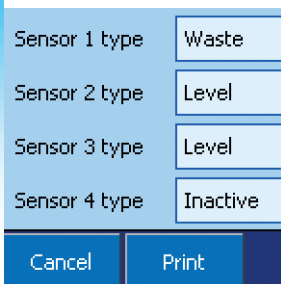 Sensor 1 type Waste
Sensor 2 type Level
Sensor 3 type Level
Sensor 4 type Inactive
Cancel Print